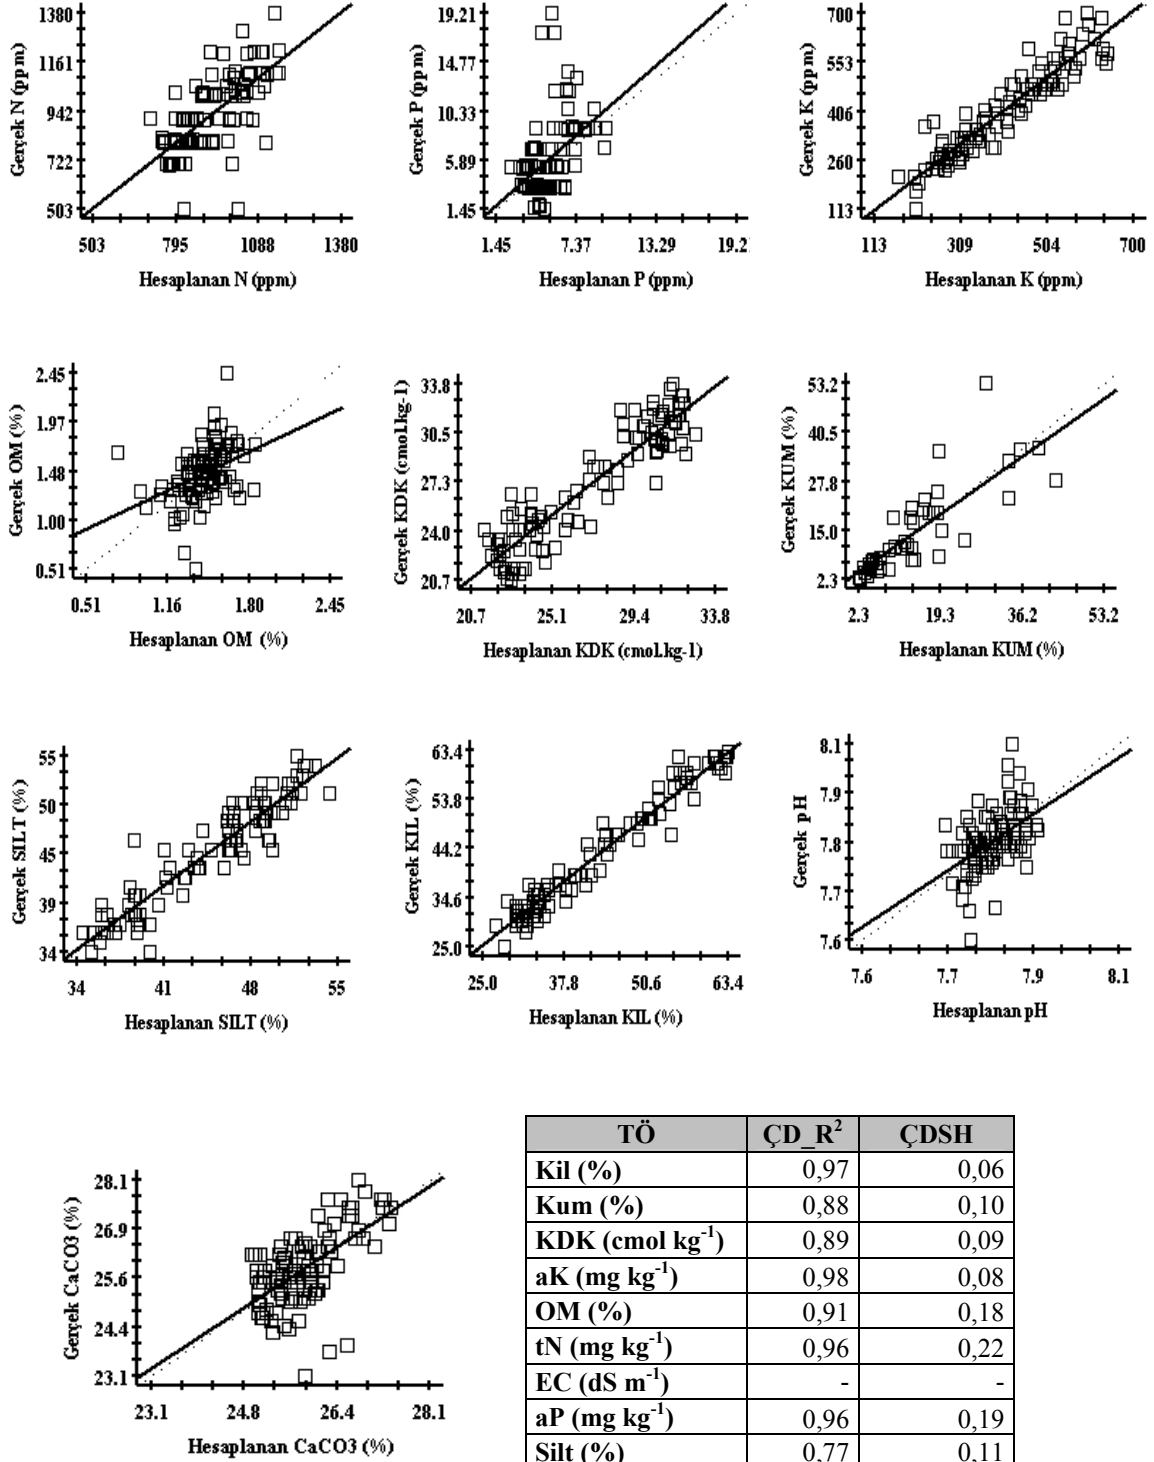 1380
1161
942
722
503
Gerçek N (ppm)
503 795 1088 1380
Hesaplanan N (ppm)
19.21
14.77
10.33
5.89
1.45
Gerçek P (ppm)
1.45 7.37 13.29 19.2
Hesaplanan P (ppm)
700
553
406
260
113
Gerçek K (ppm)
113 309 504 700
Hesaplanan K (ppm)
2.45
1.97
1.48
1.00
0.51
Gerçek OM (%)
0.51 1.16 1.80 2.45
Hesaplanan OM (%)
33.8
30.5
27.3
24.0
20.7
Gerçek KDK (cmol.kg-1)
20.7 25.1 29.4 33.8
Hesaplanan KDK (cmol.kg-1)
53.2
40.5
27.8
15.0
2.3
Gerçek KUM (%)
2.3 19.3 36.2 53.2
Hesaplanan KUM (%)
55
50
45
39
34
Gerçek SILT (%)
34 41 48 55
Hesaplanan SILT (%)
63.4
53.8
44.2
34.6
25.0
Gerçek KIL (%)
25.0 37.8 50.6 63.4
Hesaplanan KIL (%)
8.1
7.9
7.8
7.7
7.6
Gerçek pH
7.6 7.7 7.9 8.1
Hesaplanan pH
28.1
26.9
25.6
24.4
23.1
Gerçek CaCO3 (%)
23.1 24.8 26.4 28.1
Hesaplanan CaCO3 (%)
TÖ ÇD_R² ÇDSH
Kil (%) 0,97 0,06
Kum (%) 0,88 0,10
KDK (cmol kg⁻¹) 0,89 0,09
aK (mg kg⁻¹) 0,98 0,08
OM (%) 0,91 0,18
tN (mg kg⁻¹) 0,96 0,22
EC (dS m⁻¹) - -
aP (mg kg⁻¹) 0,96 0,19
Silt (%) 0,77 0,11